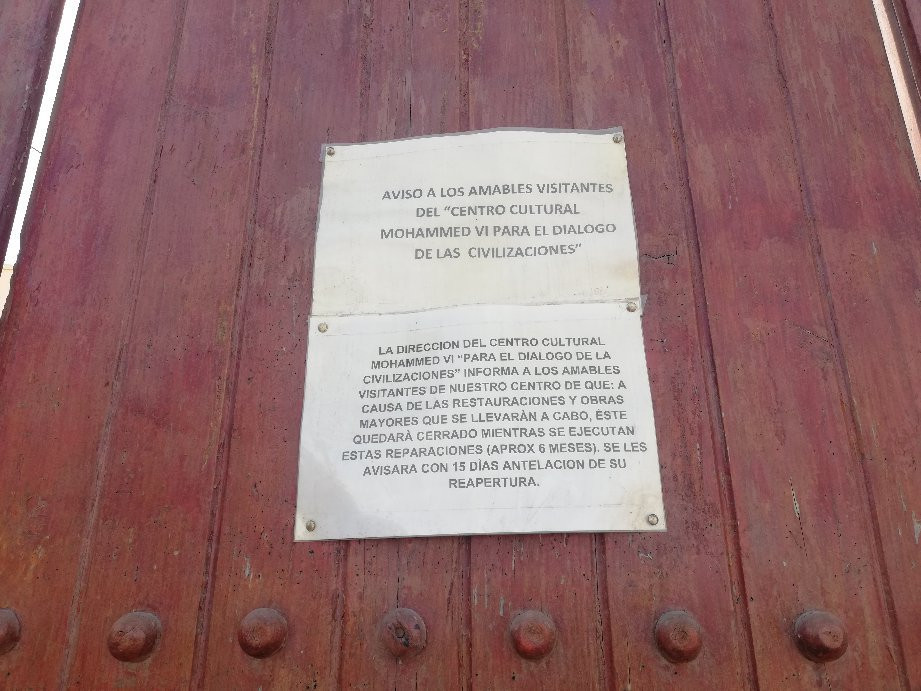 AVISO A LOS AMABLES VISITANTES
DEL "CENTRO CULTURAL
MOHAMMED VI PARA EL DIALOGO
DE LAS CIVILIZACIONES"
LA DIRECCION DEL CENTRO CULTURAL
MOHAMMED VI "PARA EL DIALOGO DE LA
CIVILIZACIONES" INFORMA A LOS AMABLES
VISITANTES DE NUESTRO CENTRO DE QUE: A
CAUSA DE LAS RESTAURACIONES Y OBRAS
MAYORES QUE SE LLEVARÀN A CABO, ÉSTE
QUEDARÀ CERRADO MIENTRAS SE EJECUTAN
ESTAS REPARACIONES (APROX 6 MESES). SE LES
AVISARA CON 15 DÍAS ANTELACION DE SU
REAPERTURA.